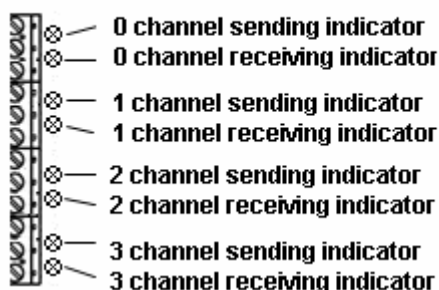 0 channel sending indicator
0 channel receiving indicator
1 channel sending indicator
1 channel receiving indicator
2 channel sending indicator
2 channel receiving indicator
3 channel sending indicator
3 channel receiving indicator